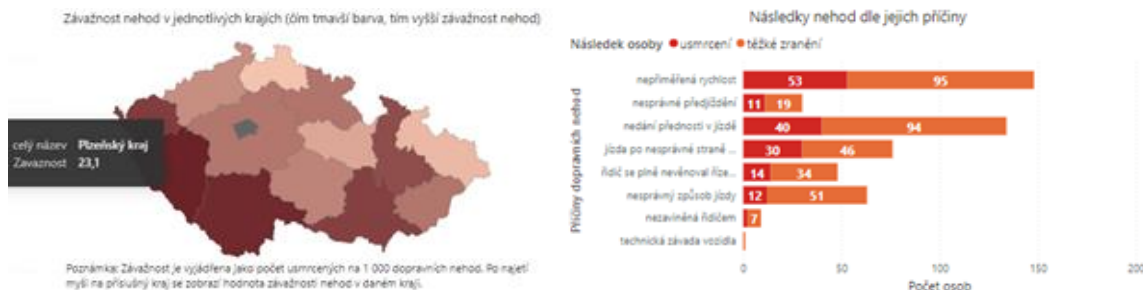 Závažnost nehod v jednotlivých krajích (čím tmavší barva, tím vyšší závažnost nehod)
celý název Plzeňský kraj
Zavaznost 23,1
Poznámka: Závažnost je vyjádřena jako počet usmrcených na 1 000 dopravních nehod. Po najetí
myší na příslušný kraj se zobrazí hodnota závažnosti nehod v daném kraji.
Následky nehod dle jejich příčiny
Následek osoby usmrcení těžké zranění
Příčiny dopravních nehod
nepřiměřená rychlost 53 95
nesprávné předjíždění 11 19
nedání přednosti v jízdě 40 94
jízda po nesprávné straně ... 30 46
řidič se plně nevěnoval říze... 14 34
nesprávný způsob jízdy 12 51
nezaviněná řidičem 7
technická závada vozidla
0 50 100 150 200
Počet osob